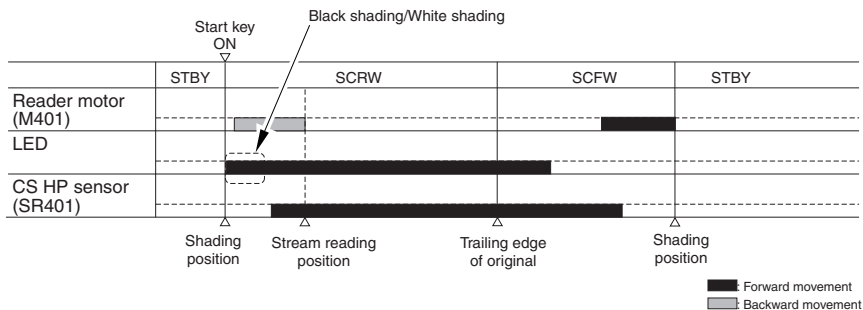 Black shading/White shading
Start key
ON
STBY
SCRW
SCFW
STBY
Reader motor
(M401)
LED
CS HP sensor
(SR401)
Shading
position
Stream reading
position
Trailing edge
of original
Shading
position
: Forward movement
: Backward movement